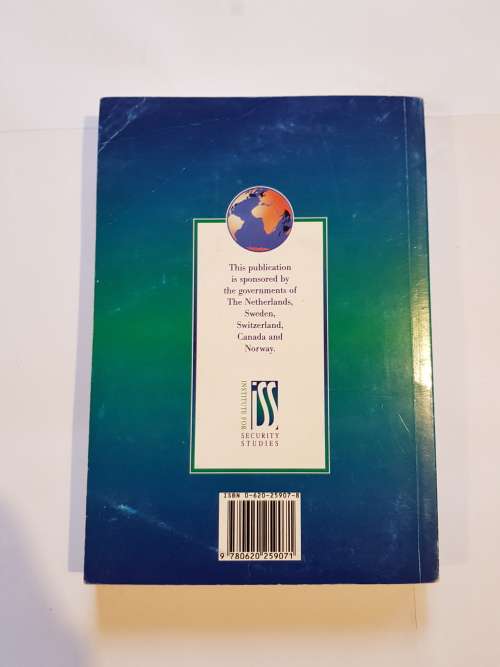 This publication
is sponsored by
the governments of
The Netherlands,
Sweden,
Switzerland,
Canada and
Norway.
INSTITUTE FOR
iSS
SECURITY
STUDIES
ISBN 0-620-25907-8
9 780620 259071